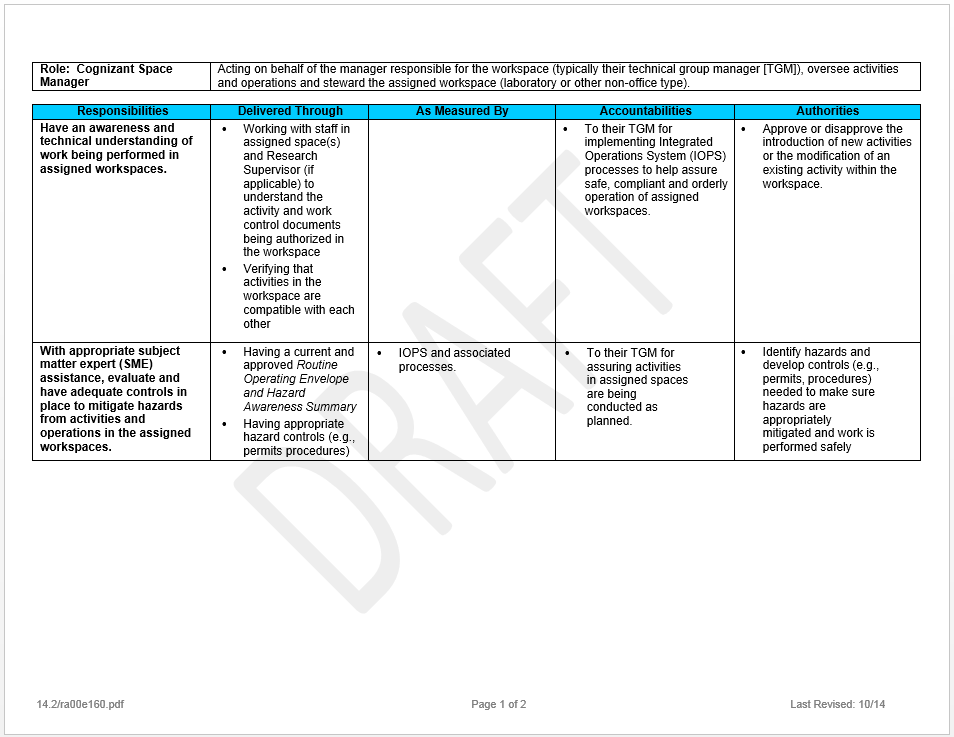 Role: Cognizant Space
Manager
Acting on behalf of the manager responsible for the workspace (typically their technical group manager [TGM]), oversee activities
and operations and steward the assigned workspace (laboratory or other non-office type).
Responsibilities
Delivered Through
As Measured By
Accountabilities
Authorities
Have an awareness and
technical understanding of
work being performed in
assigned workspaces.
• Working with staff in
assigned space(s)
and Research
Supervisor (if
applicable) to
understand the
activity and work
control documents
being authorized in
the workspace
• Verifying that
activities in the
workspace are
compatible with each
other
• To their TGM for
implementing Integrated
Operations System (IOPS)
processes to help assure
safe, compliant and orderly
operation of assigned
workspaces.
• Approve or disapprove the
introduction of new activities
or the modification of an
existing activity within the
workspace.
With appropriate subject
matter expert (SME)
assistance, evaluate and
have adequate controls in
place to mitigate hazards
from activities and
operations in the assigned
workspaces.
• Having a current and
approved Routine
Operating Envelope
and Hazard
Awareness Summary
• Having appropriate
hazard controls (e.g.,
permits procedures)
• IOPS and associated
processes.
• To their TGM for
assuring activities
in assigned spaces
are being
conducted as
planned.
• Identify hazards and
develop controls (e.g.,
permits, procedures)
needed to make sure
hazards are
appropriately
mitigated and work is
performed safely
DRAFT
14.2/ra00e160.pdf
Page 1 of 2
Last Revised: 10/14